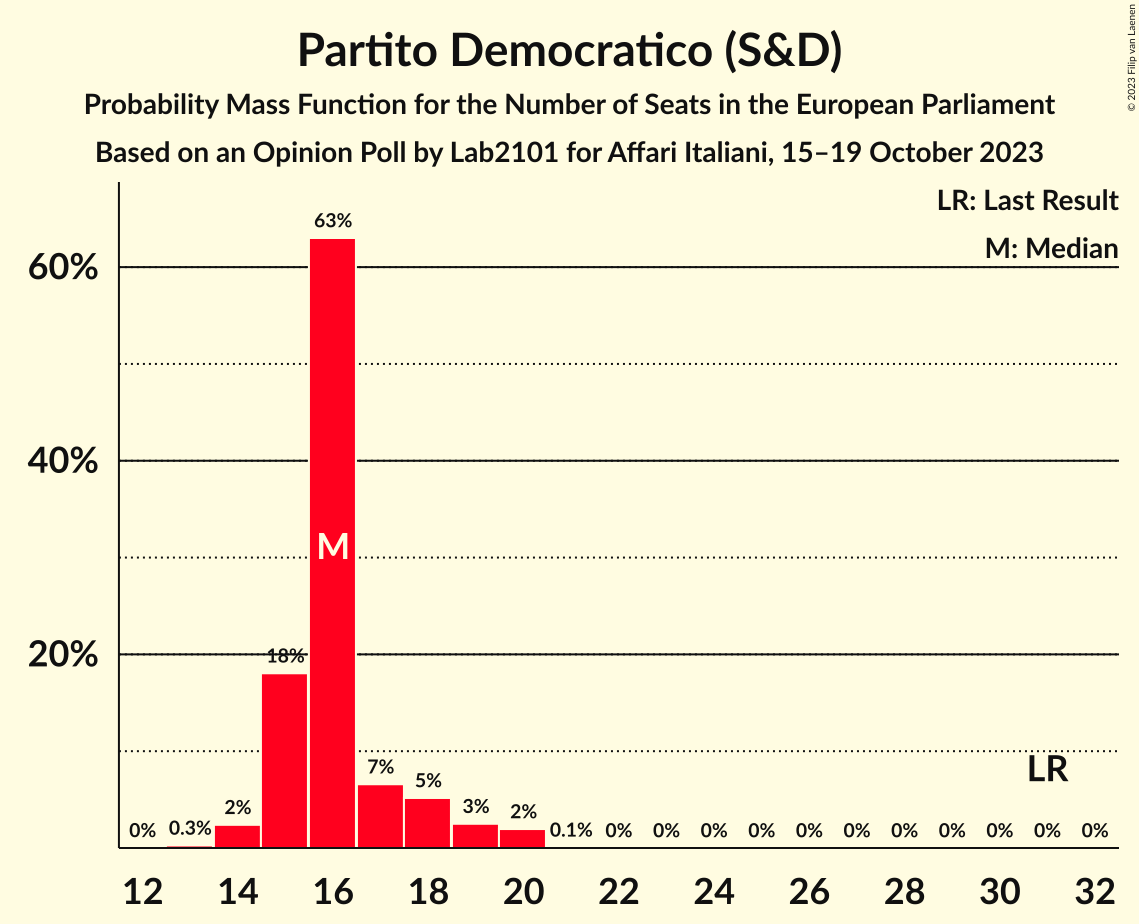 Partito Democratico (S&D)
Probability Mass Function for the Number of Seats in the European Parliament
Based on an Opinion Poll by Lab2101 for Affari Italiani, 15–19 October 2023
© 2023 Filip van Laenen
LR: Last Result
M: Median
60%
40%
20%
0% 0.3% 2% 18% 63% 7% 5% 3% 2% 0.1% 0% 0% 0% 0% 0% 0% 0% 0% 0% 0% 0%
M
LR
12 14 16 18 20 22 24 26 28 30 32